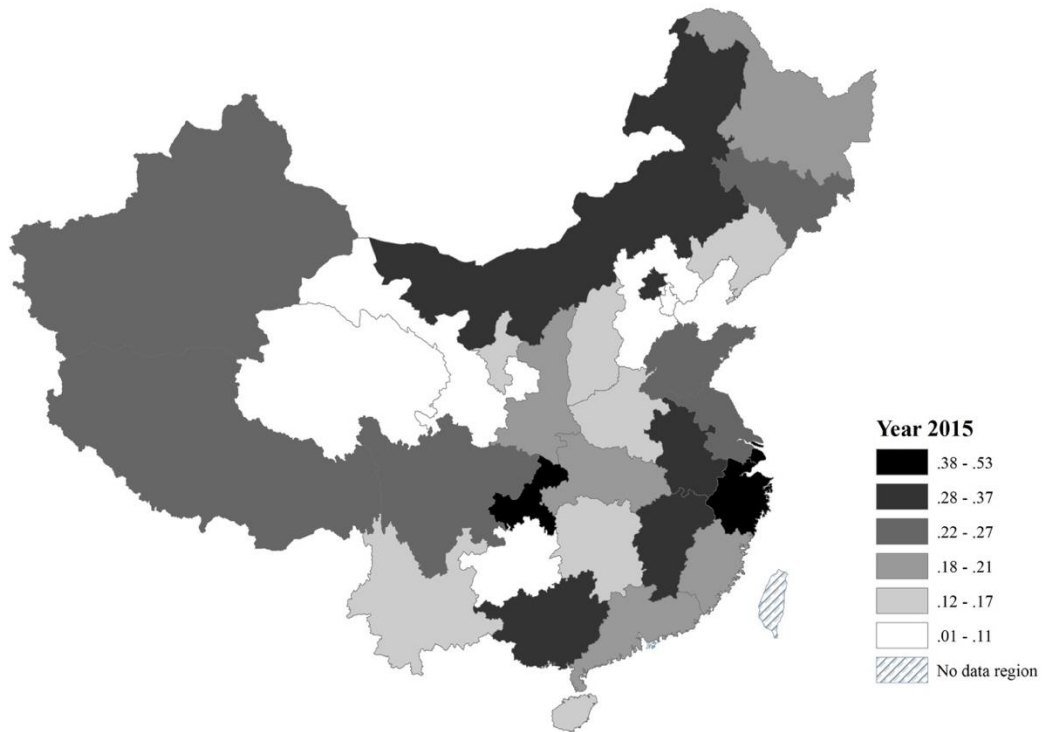 Year 2015
.38 - .53
.28 - .37
.22 - .27
.18 - .21
.12 - .17
.01 - .11
No data region